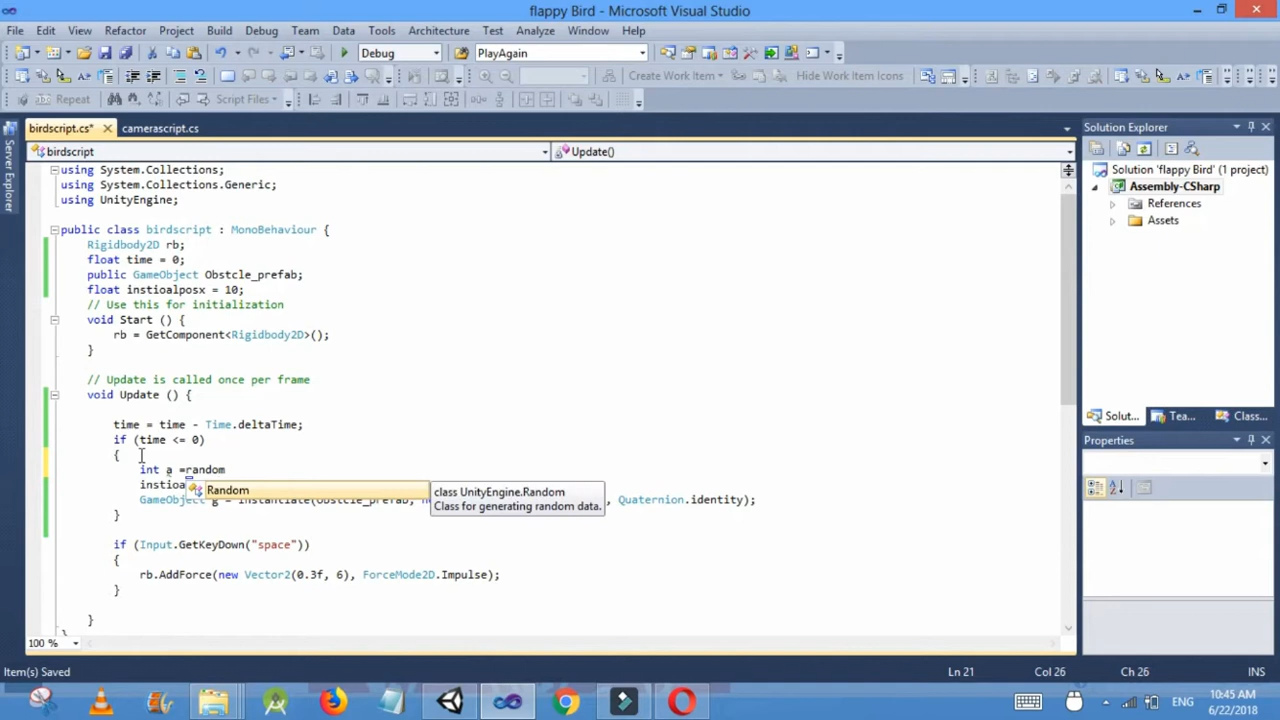 flappy Bird - Microsoft Visual Studio
File Edit View Refactor Project Build Debug Team Data Tools Architecture Test Analyze Window Help
Debug PlayAgain
Create Work Item Hide Work Item icons
Repeat Script Files
birdscript.cs* camerascript.cs
birdscript Update()
Server Explorer
using System.Collections;
using System.Collections.Generic;
using UnityEngine;
public class birdscript : MonoBehaviour {
Rigidbody2D rb;
float time = 0;
public GameObject Obstcle_prefab;
float instioalposx = 10;
// Use this for initialization
void Start () {
rb = GetComponent<Rigidbody2D>();
}
// Update is called once per frame
void Update () {
time = time - Time.deltaTime;
if (time <= 0)
{
int a =random
instioa
Random
class UnityEngine.Random
Class for generating random data.
GameObject g = Quaternion.identity);
}
if (Input.GetKeyDown("space"))
{
rb.AddForce(new Vector2(0.3f, 6), ForceMode2D.Impulse);
}
}
}
100 %
Solution Explorer
Solution 'flappy Bird' (1 project)
Assembly-CSharp
References
Assets
Solut... Tea... Class...
Properties
Item(s) Saved Ln 21 Col 26 Ch 26 INS
ENG
10:45 AM
6/22/2018